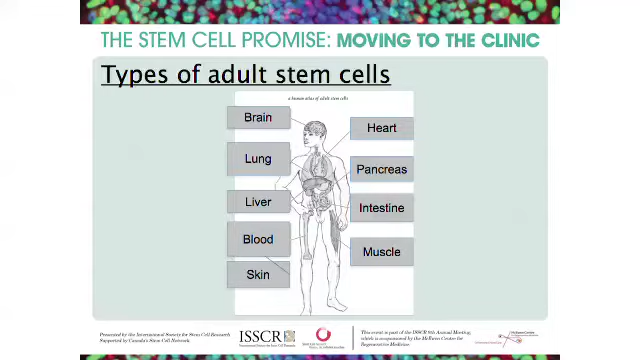 THE STEM CELL PROMISE: MOVING TO THE CLINIC
Types of adult stem cells
a human atlas of adult stem cells
Brain
Heart
Lung
Pancreas
Liver
Intestine
Blood
Muscle
Skin
Presented by the International Society for Stem Cell Research
Supported by Canada's Stem Cell Network
ISSCR
This event is part of the ISSCR 9th Annual Meeting,
which is cosponsored by the McEwen Centre for
Regenerative Medicine